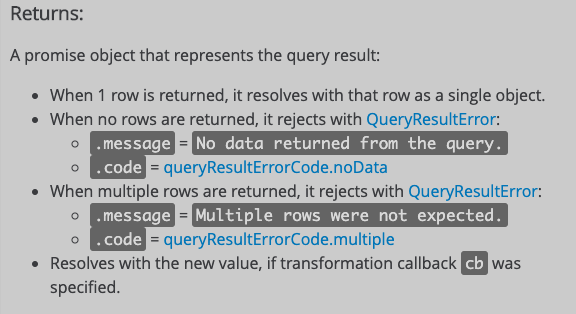 Returns:
A promise object that represents the query result:
• When 1 row is returned, it resolves with that row as a single object.
• When no rows are returned, it rejects with QueryResultError:
◦ .message = No data returned from the query.
◦ .code = queryResultErrorCode.noData
• When multiple rows are returned, it rejects with QueryResultError:
◦ .message = Multiple rows were not expected.
◦ .code = queryResultErrorCode.multiple
• Resolves with the new value, if transformation callback cb was
specified.